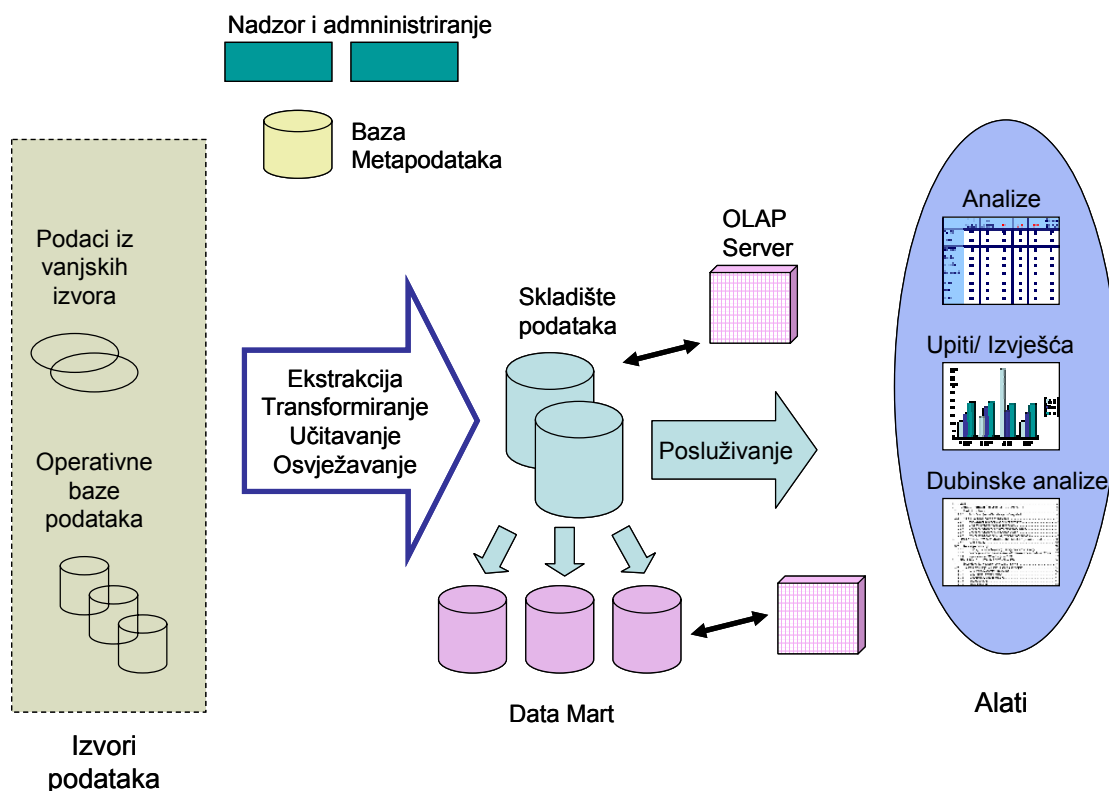 Nadzor i admninistriranje
Baza
Metapodataka
Podaci iz
vanjskih
izvora
Operativne
baze
podataka
Izvori
podataka
Ekstrakcija
Transformiranje
Učitavanje
Osvježavanje
Skladište
podataka
OLAP
Server
Posluživanje
Data Mart
Analize
Upiti/ Izvješća
Dubinske analize
Alati